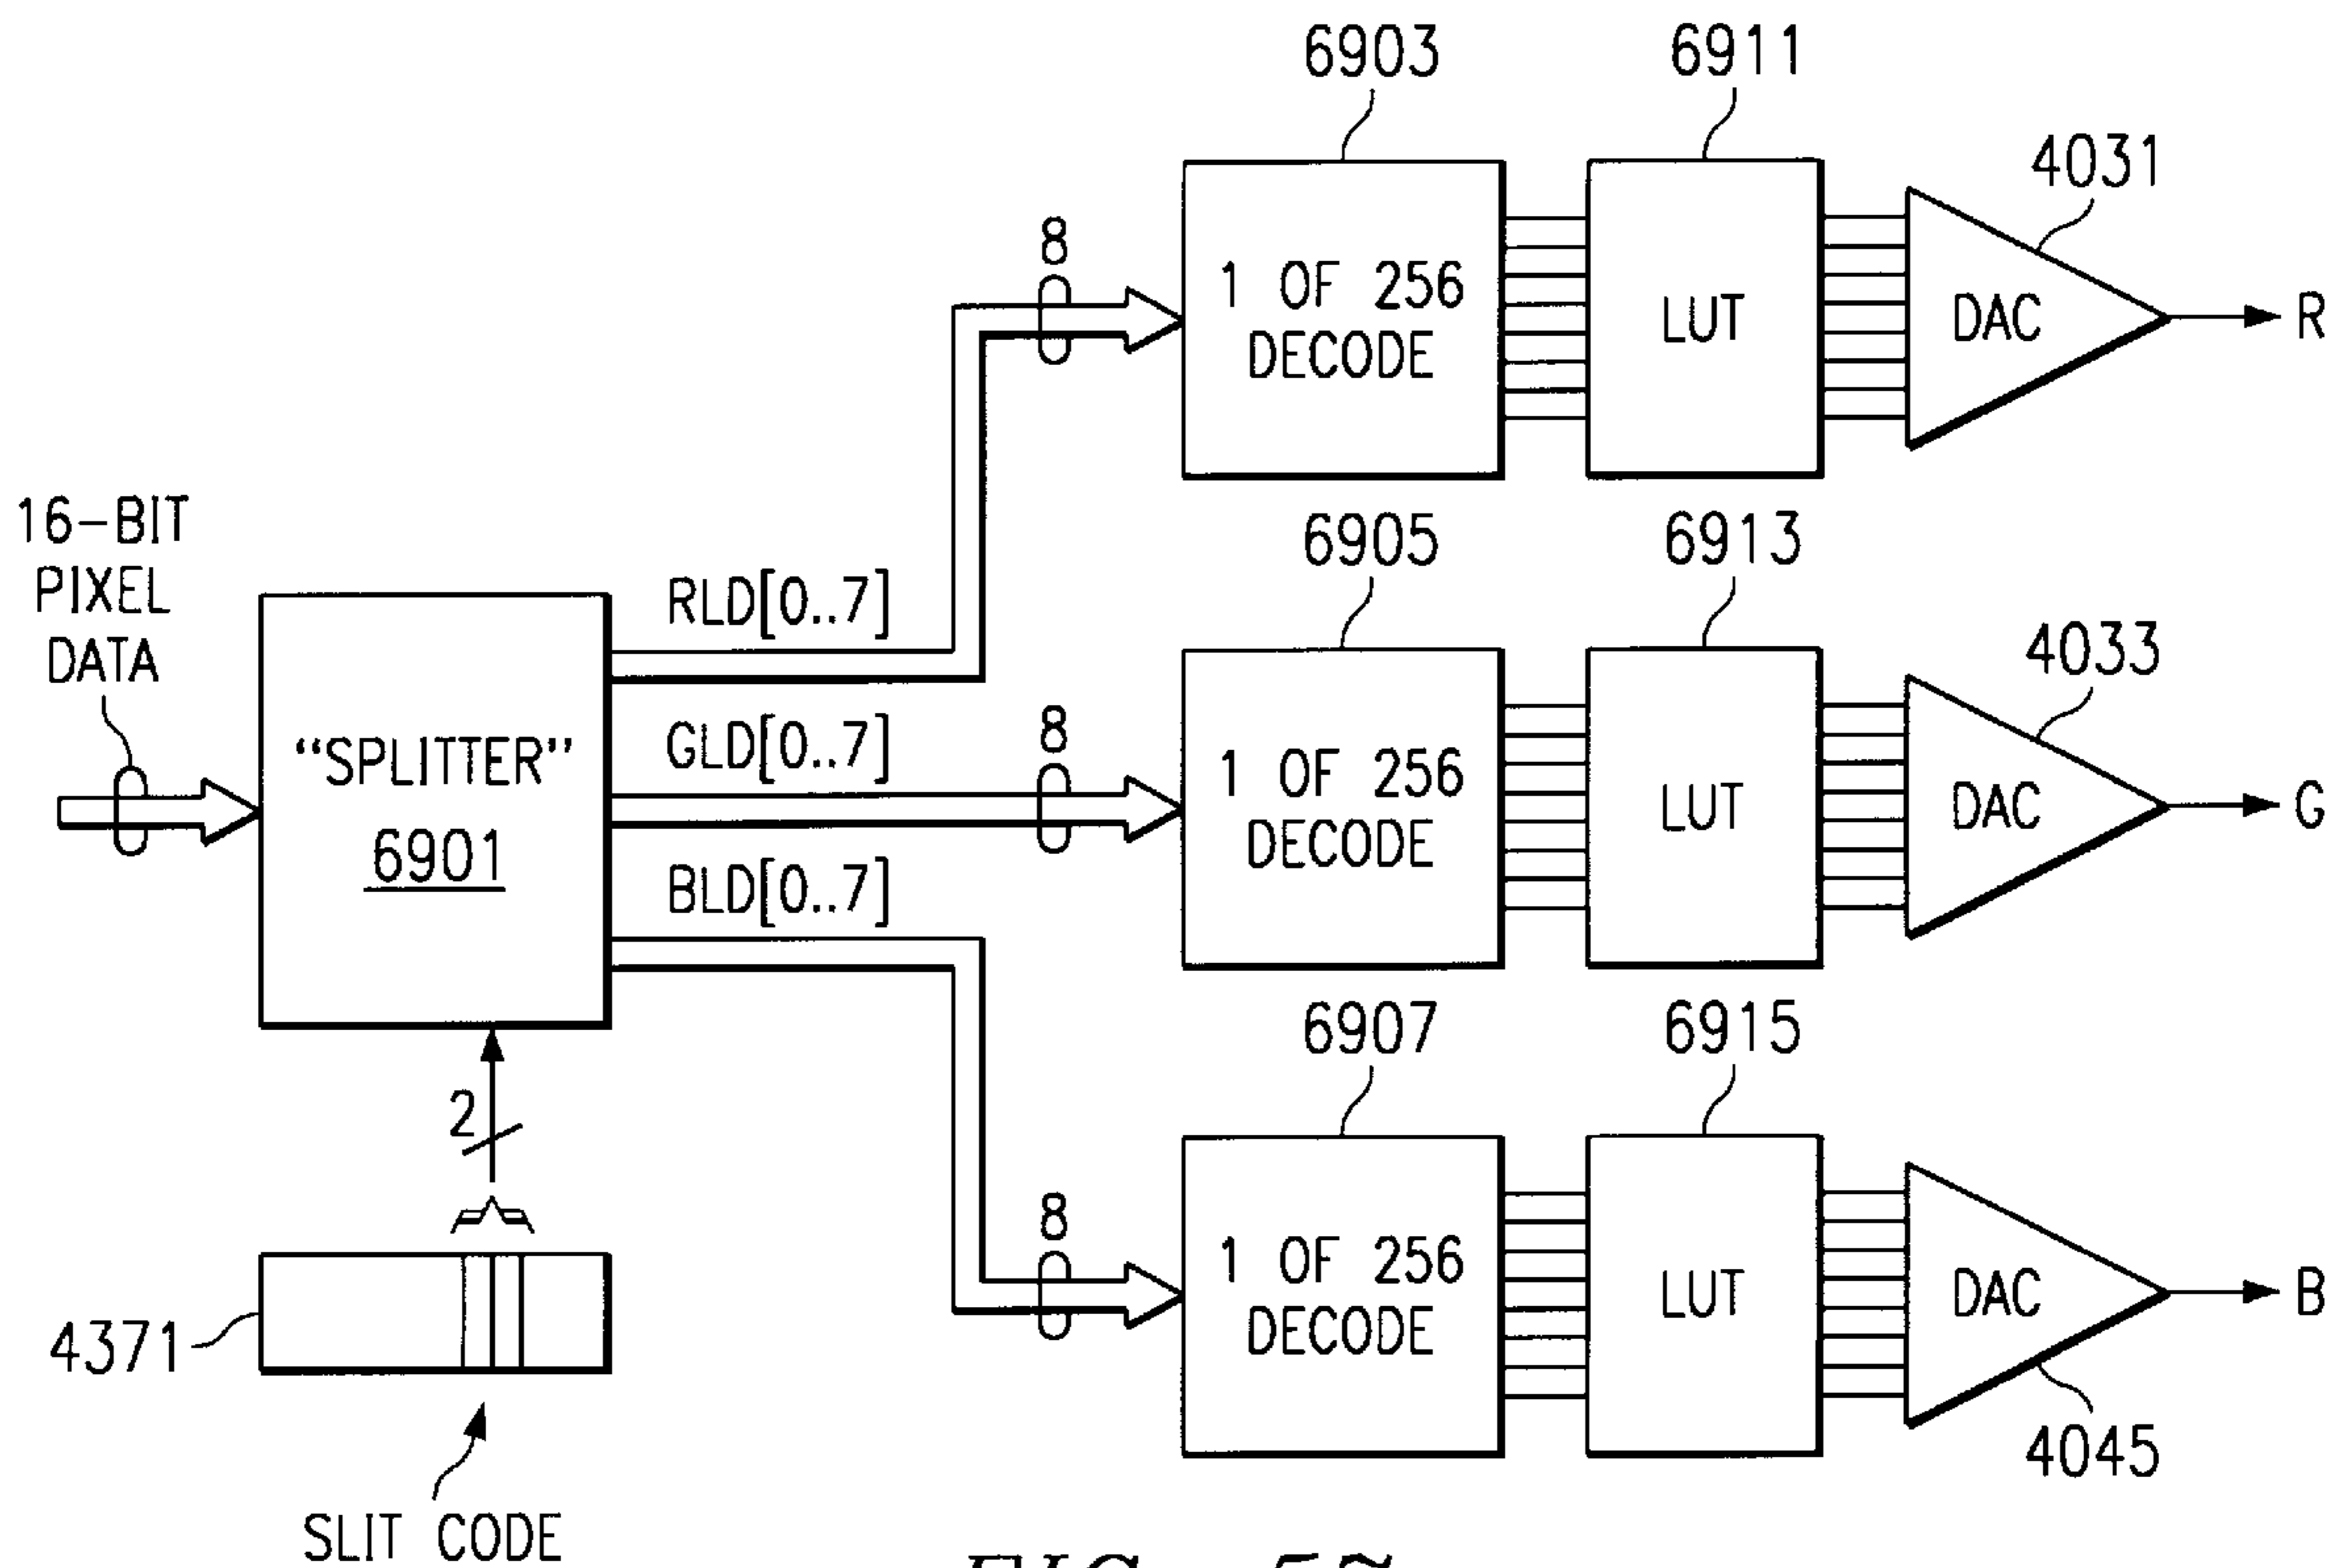 6903
6911
4031
8
1 OF 256
DECODE
LUT
DAC
R
16-BIT
PIXEL
DATA
RLD[0..7]
6905
6913
4033
"SPLITTER"
6901
GLD[0..7]
8
1 OF 256
DECODE
LUT
DAC
G
BLD[0..7]
6907
6915
2
8
1 OF 256
DECODE
LUT
DAC
B
4371
4045
SLIT CODE